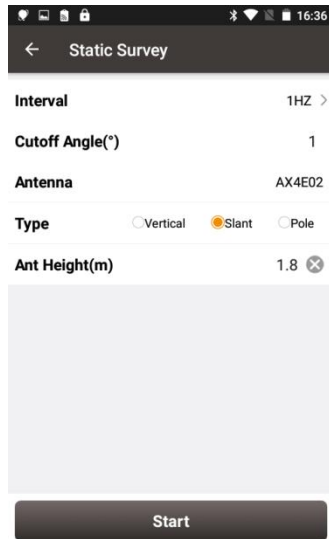 16:36
Static Survey
Interval 1HZ
Cutoff Angle(°) 1
Antenna AX4E02
Type Vertical Slant Pole
Ant Height(m) 1.8
Start